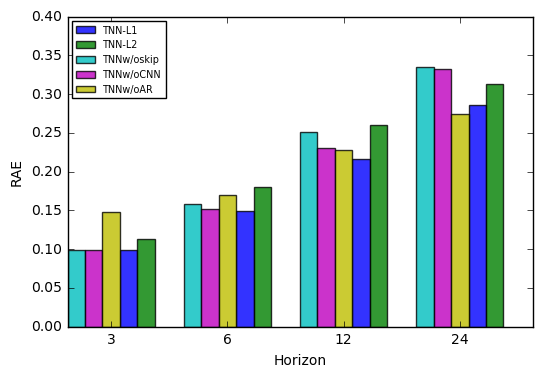 0.40
0.35
0.30
0.25
0.20
0.15
0.10
0.05
0.00
RAE
TNN-L1
TNN-L2
TNNw/oskip
TNNw/oCNN
TNNw/oAR
3 6 12 24
Horizon